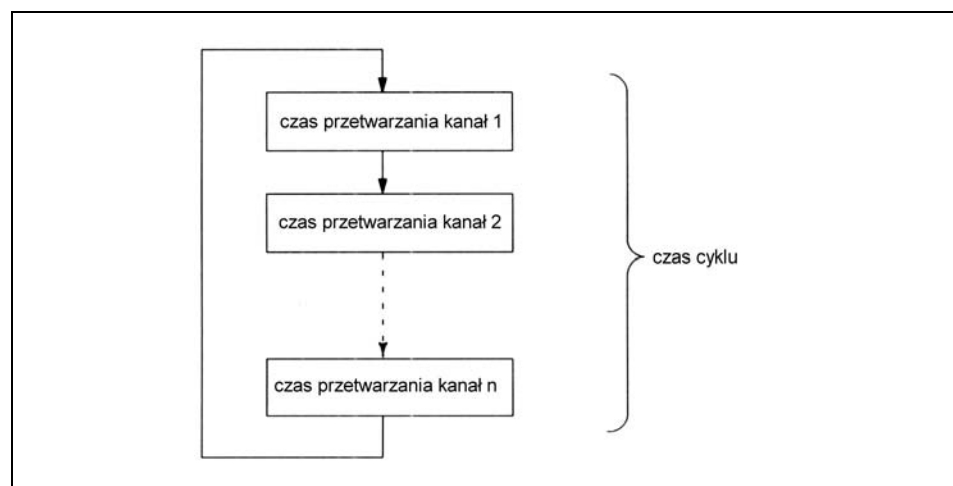 czas przetwarzania kanał 1
czas przetwarzania kanał 2
czas cyklu
czas przetwarzania kanał n